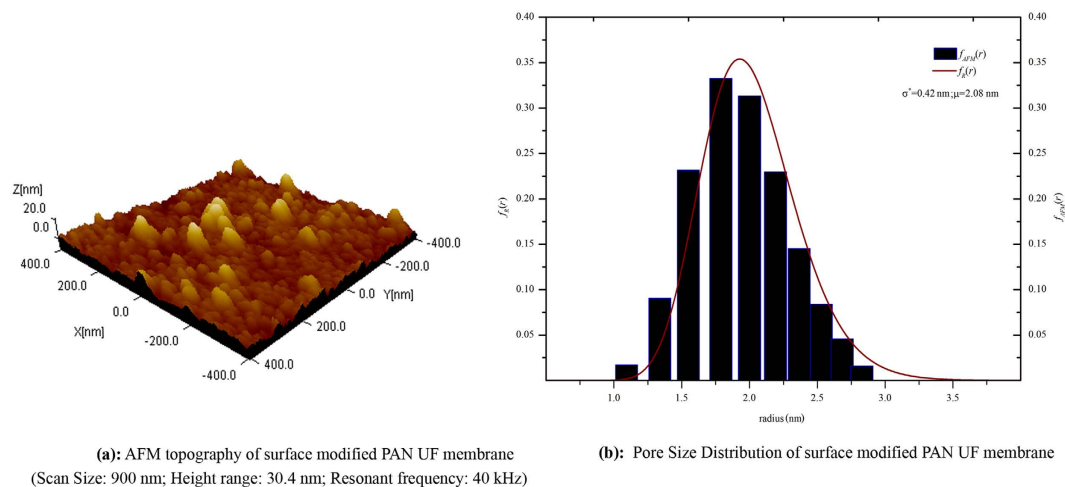 Z[nm]
20.0
0.0
400.0
200.0
0.0
X[nm]
-200.0
-400.0
400.0
200.0
0.0
Y[nm]
-200.0
-400.0
(a): AFM topography of surface modified PAN UF membrane
(Scan Size: 900 nm; Height range: 30.4 nm; Resonant frequency: 40 kHz)
0.40
0.35
0.30
0.25
0.20
0.15
0.10
0.05
f_R(r)
f_AFM(r)
f_R(r)
σ*=0.42 nm;μ=2.08 nm
0.40
0.35
0.30
0.25
0.20
0.15
0.10
0.05
f_AFM(r)
1.0 1.5 2.0 2.5 3.0 3.5
radius (nm)
(b): Pore Size Distribution of surface modified PAN UF membrane